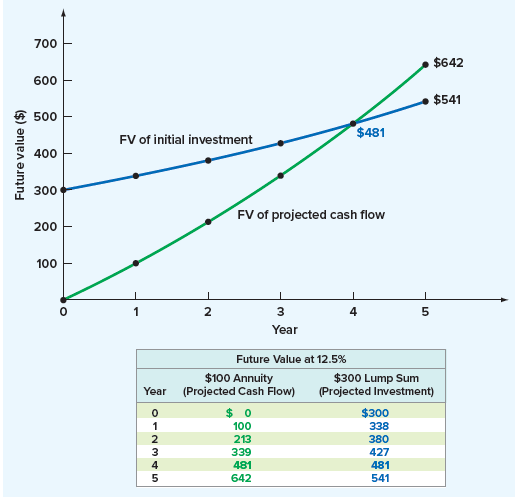 700
600
500
400
300
200
100
0
Future value ($)
FV of initial investment
FV of projected cash flow
$642
$541
$481
1 2 3 4 5
Year
Future Value at 12.5%
$100 Annuity $300 Lump Sum
Year (Projected Cash Flow) (Projected Investment)
0 $ 0 $300
1 100 338
2 213 380
3 339 427
4 481 481
5 642 541